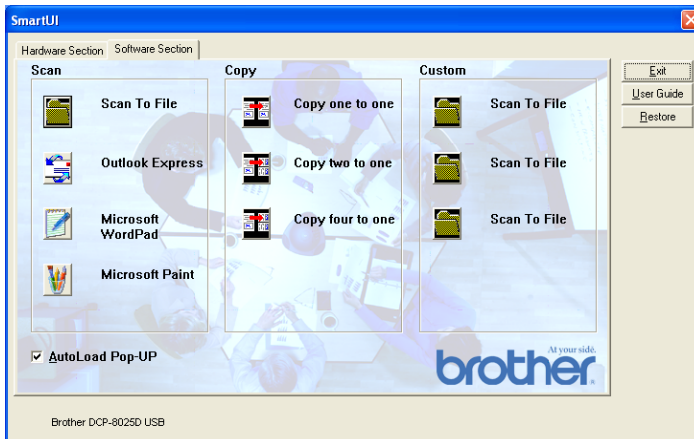 SmartUI
Hardware Section
Software Section
Scan
Scan To File
Outlook Express
Microsoft
WordPad
Microsoft Paint
Copy
Copy one to one
Copy two to one
Copy four to one
Custom
Scan To File
Scan To File
Scan To File
Exit
User Guide
Restore
AutoLoad Pop-UP
At your side.
brother
Brother DCP-8025D USB